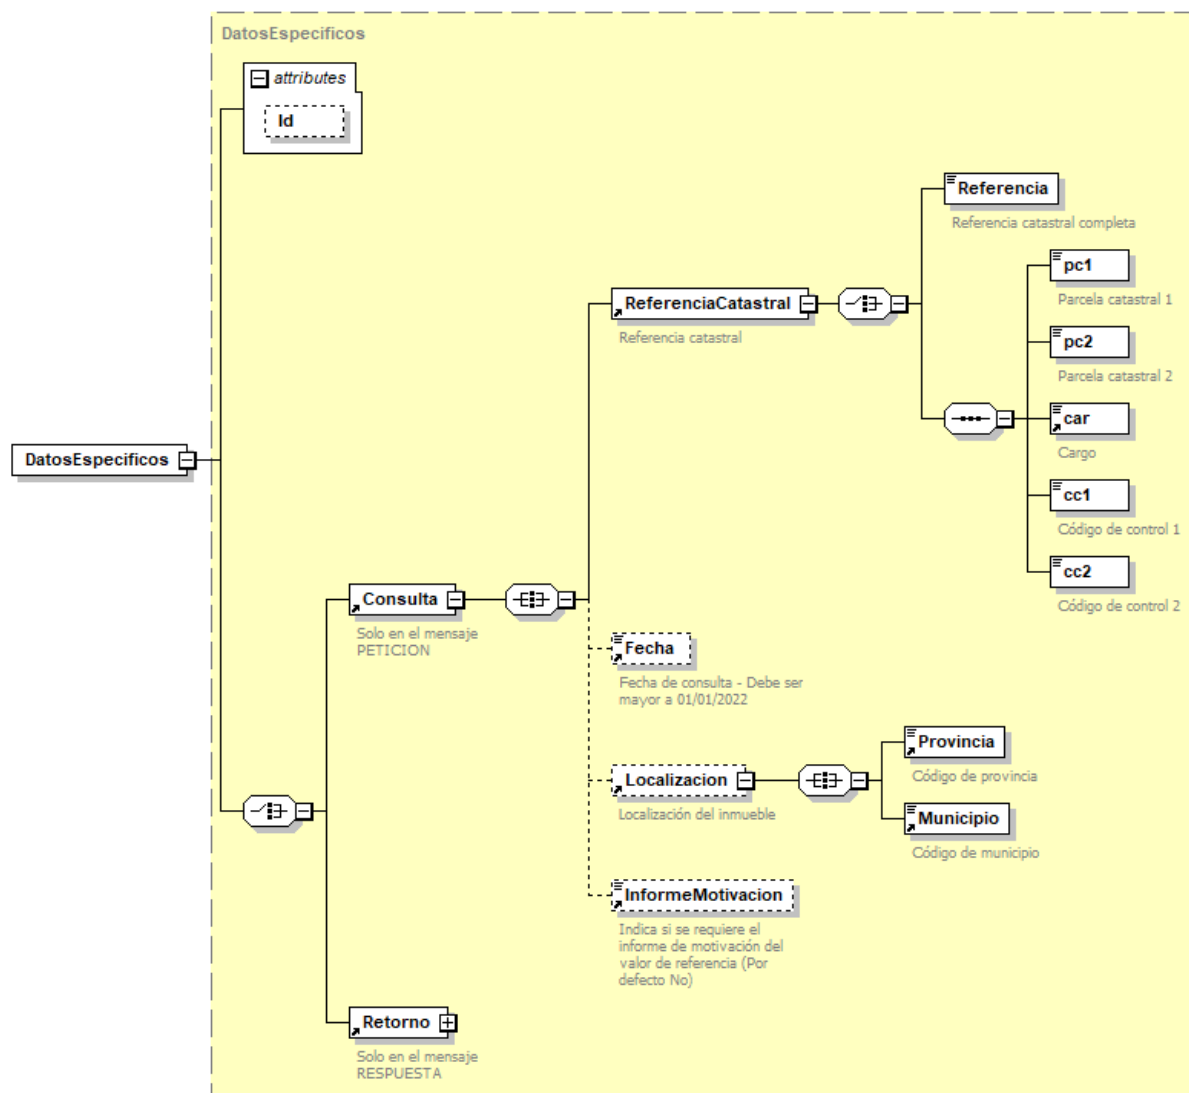 DatosEspecificos
attributes
Id
Referencia
Referencia catastral completa
pc1
Parcela catastral 1
ReferenciaCatastral
Referencia catastral
pc2
Parcela catastral 2
car
Cargo
DatosEspecificos
cc1
Código de control 1
cc2
Código de control 2
Consulta
Solo en el mensaje
PETICION
Fecha
Fecha de consulta - Debe ser
mayor a 01/01/2022
Provincia
Código de provincia
Localizacion
Localización del inmueble
Municipio
Código de municipio
InformeMotivacion
Indica si se requiere el
informe de motivación del
valor de referencia (Por
defecto No)
Retorno
Solo en el mensaje
RESPUESTA